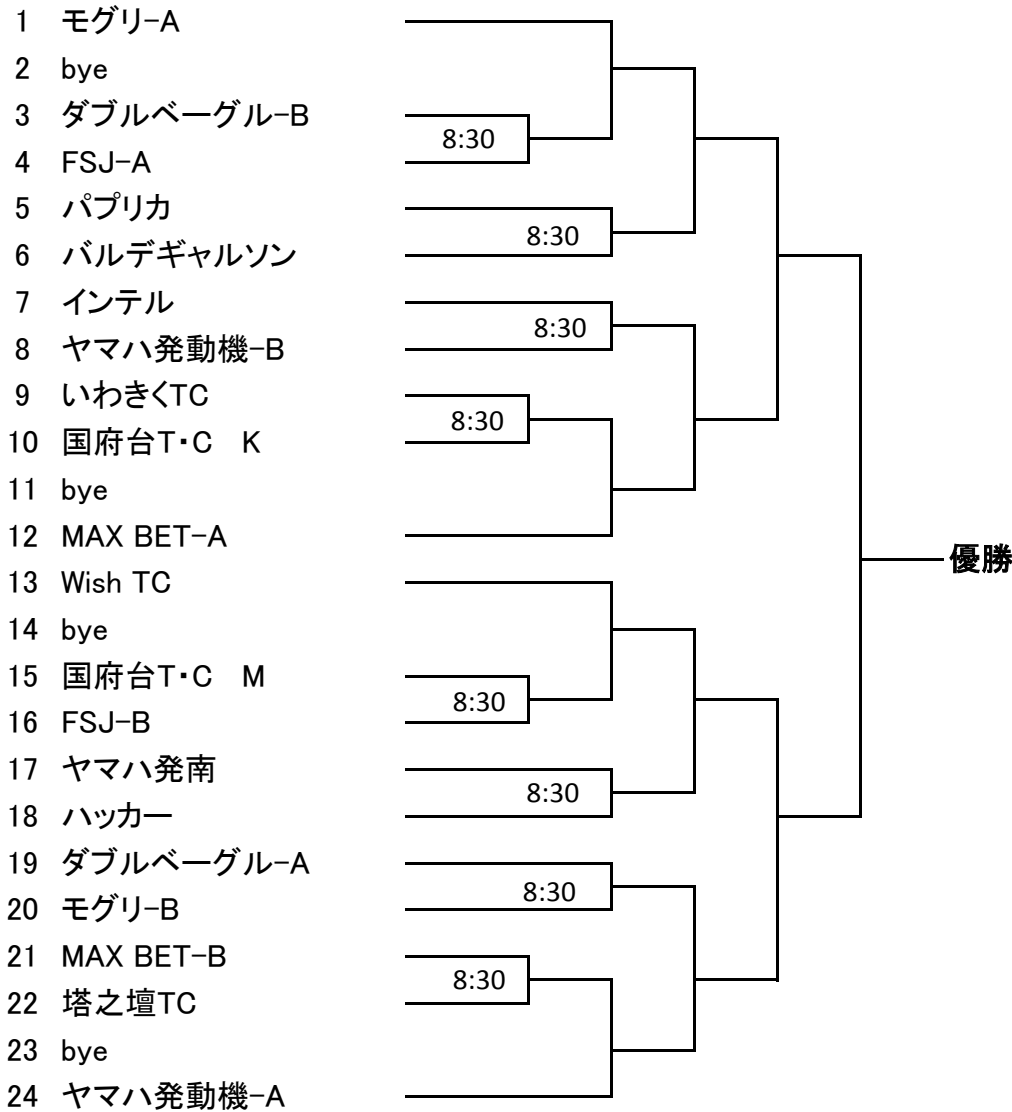 1 モグリ-A
2 bye
3 ダブルベーグル-B
8:30
4 FSJ-A
5 パプリカ
8:30
6 バルデギャルソン
7 インテル
8:30
8 ヤマハ発動機-B
9 いわきくTC
8:30
10 国府台T・C　K
11 bye
12 MAX BET-A
優勝
13 Wish TC
14 bye
15 国府台T・C　M
8:30
16 FSJ-B
17 ヤマハ発南
8:30
18 ハッカー
19 ダブルベーグル-A
8:30
20 モグリ-B
21 MAX BET-B
8:30
22 塔之壇TC
23 bye
24 ヤマハ発動機-A